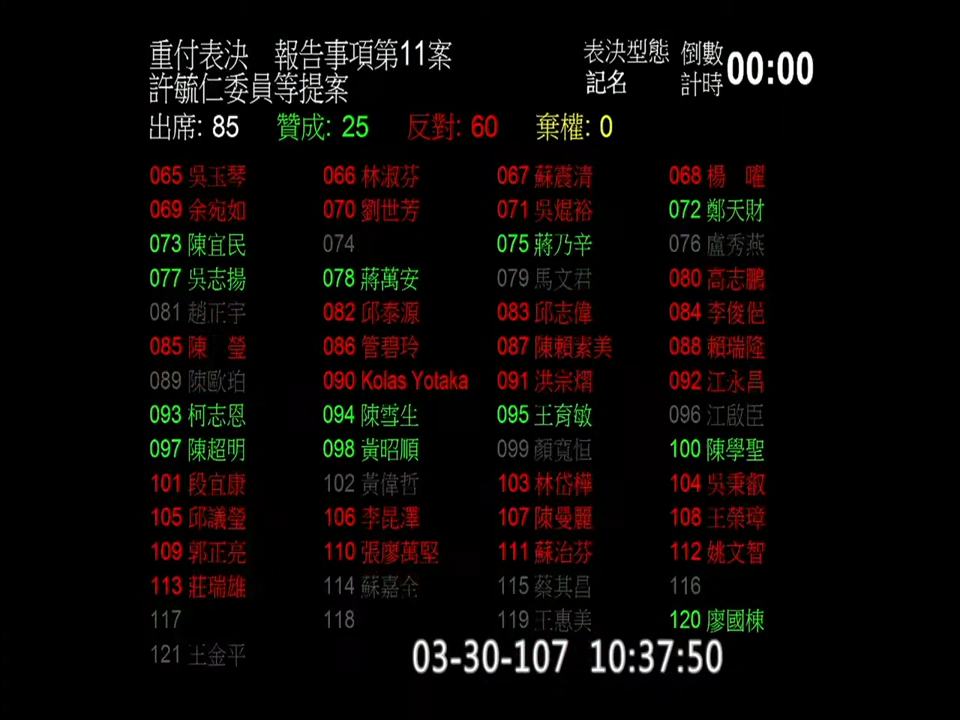 重付表決 報告事項第11案
許毓仁委員等提案
表決型態
記名
倒數
計時
00:00
出席: 85 贊成: 25 反對: 60 棄權: 0
065 吳玉琴 066 林淑芬 067 蘇震清 068 楊 曜
069 余宛如 070 劉世芳 071 吳焜裕 072 鄭天財
073 陳宜民 074 075 蔣乃辛 076 盧秀燕
077 吳志揚 078 蔣萬安 079 馬文君 080 高志鵬
081 趙正宇 082 邱泰源 083 邱志偉 084 李俊俋
085 陳 瑩 086 管碧玲 087 陳賴素美 088 賴瑞隆
089 陳歐珀 090 Kolas Yotaka 091 洪宗熠 092 江永昌
093 柯志恩 094 陳雪生 095 王育敏 096 江啟臣
097 陳超明 098 黃昭順 099 顏寬恒 100 陳學聖
101 段宜康 102 黃偉哲 103 林岱樺 104 吳秉叡
105 邱議瑩 106 李昆澤 107 陳曼麗 108 王榮璋
109 郭正亮 110 張廖萬堅 111 蘇治芬 112 姚文智
113 莊瑞雄 114 蘇嘉全 115 蔡其昌 116
117 118 119 王惠美 120 廖國棟
121 王金平
03-30-107 10:37:50